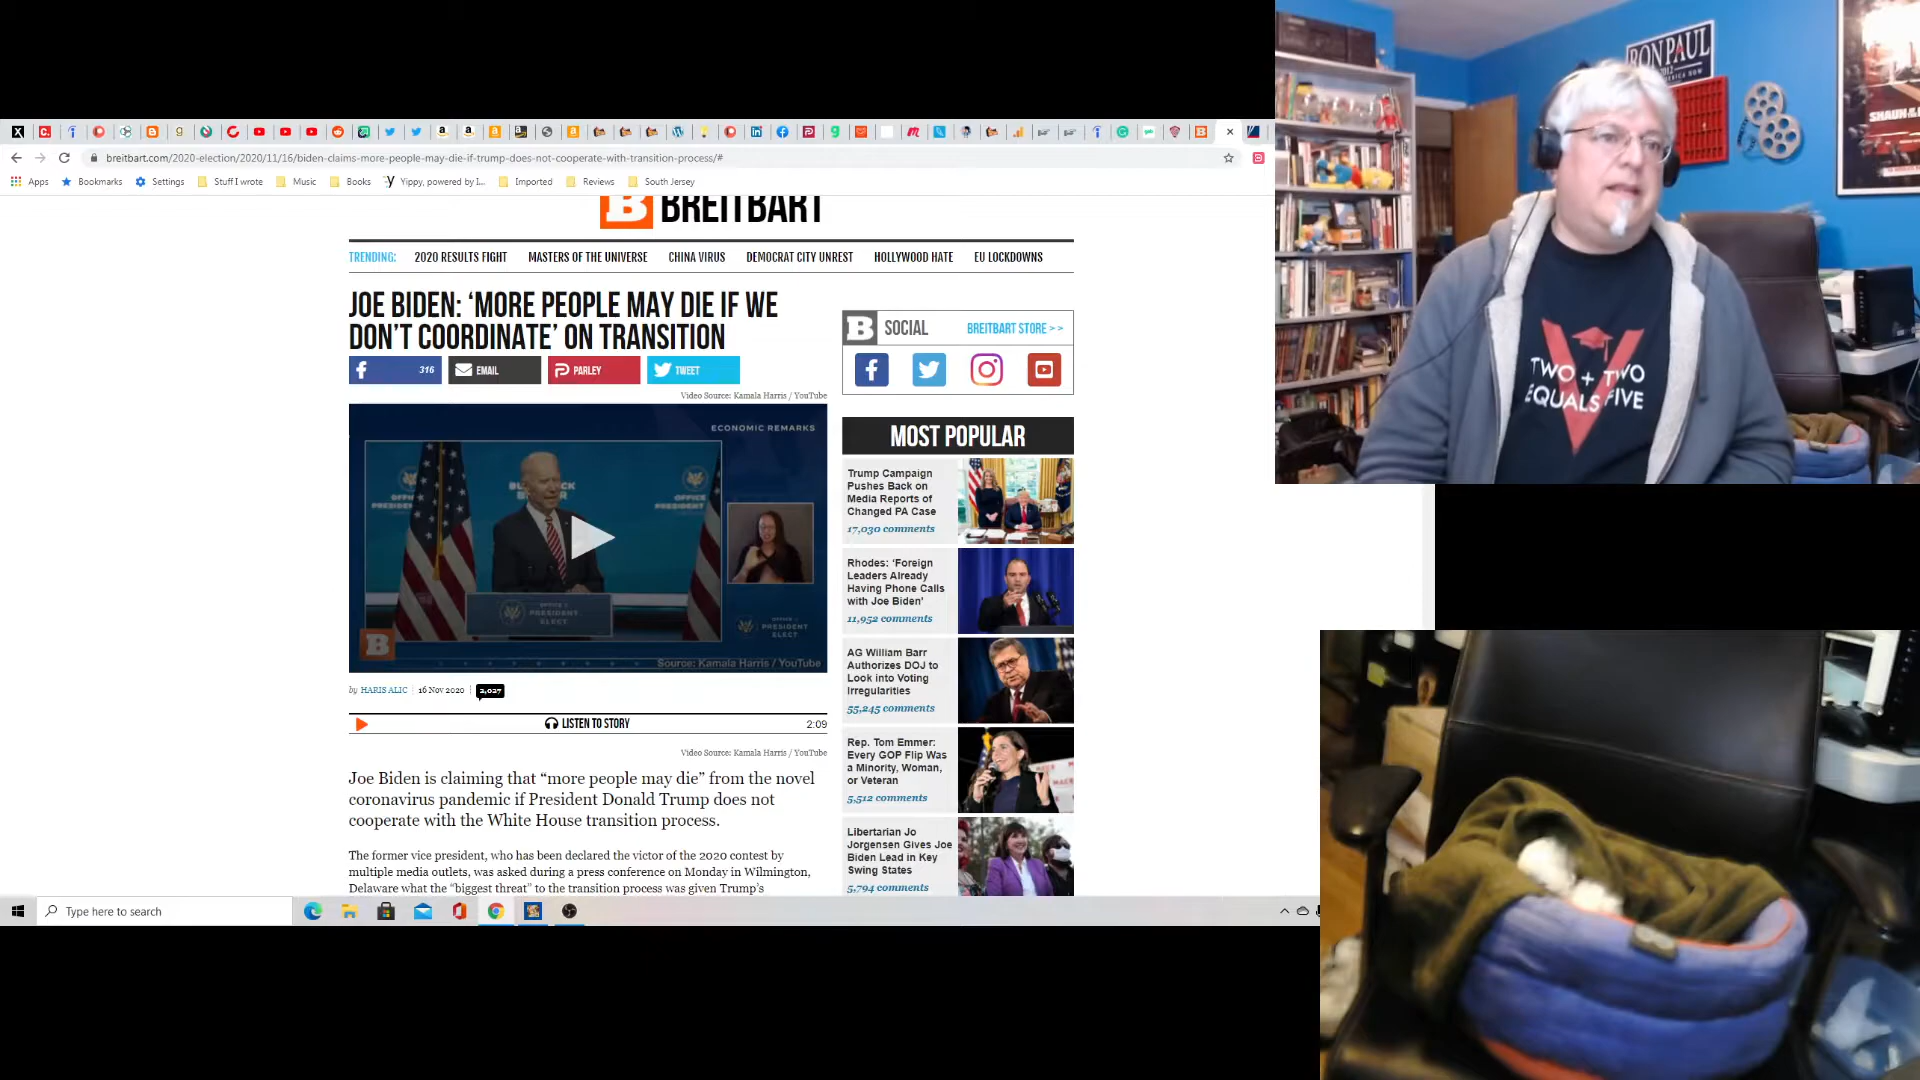 breitbart.com/2020-election/2020/11/16/biden-claims-more-people-may-die-if-trump-does-not-cooperate-with-transition-process/#
Apps Bookmarks Settings Stuff I wrote Music Books Yippy, powered by I... Imported Reviews South Jersey
BREITBART
TRENDING: 2020 RESULTS FIGHT MASTERS OF THE UNIVERSE CHINA VIRUS DEMOCRAT CITY UNREST HOLLYWOOD HATE EU LOCKDOWNS
JOE BIDEN: ‘MORE PEOPLE MAY DIE IF WE
DON’T COORDINATE’ ON TRANSITION
316 EMAIL PARLEY TWEET
Video Source: Kamala Harris / YouTube
ECONOMIC REMARKS
OFFICE OF
PRESIDENT
ELECT
PRESIDENT
ELECT
B
Source: Kamala Harris / YouTube
by HARIS ALIC | 16 Nov 2020 | 2,027
LISTEN TO STORY 2:09
Video Source: Kamala Harris / YouTube
Joe Biden is claiming that “more people may die” from the novel
coronavirus pandemic if President Donald Trump does not
cooperate with the White House transition process.
The former vice president, who has been declared the victor of the 2020 contest by
multiple media outlets, was asked during a press conference on Monday in Wilmington,
Delaware what the “biggest threat” to the transition process was given Trump’s
SOCIAL BREITBART STORE >>
MOST POPULAR
Trump Campaign
Pushes Back on
Media Reports of
Changed PA Case
17,030 comments
Rhodes: ‘Foreign
Leaders Already
Having Phone Calls
with Joe Biden’
11,952 comments
AG William Barr
Authorizes DOJ to
Look into Voting
Irregularities
55,245 comments
Rep. Tom Emmer:
Every GOP Flip Was
a Minority, Woman,
or Veteran
5,512 comments
Libertarian Jo
Jorgensen Gives Joe
Biden Lead in Key
Swing States
5,794 comments
Type here to search
RON PAUL
2012
TWO + TWO
EQUALS FIVE